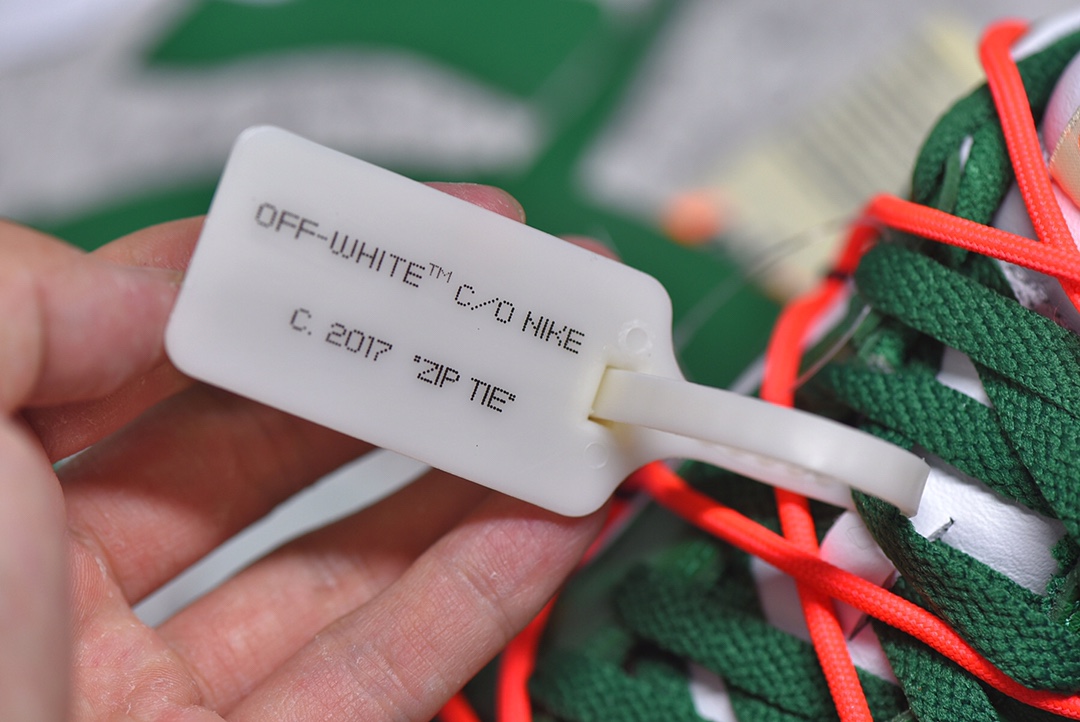 OFF-WHITE™ C/O NIKE
C. 2017 "ZIP TIE"